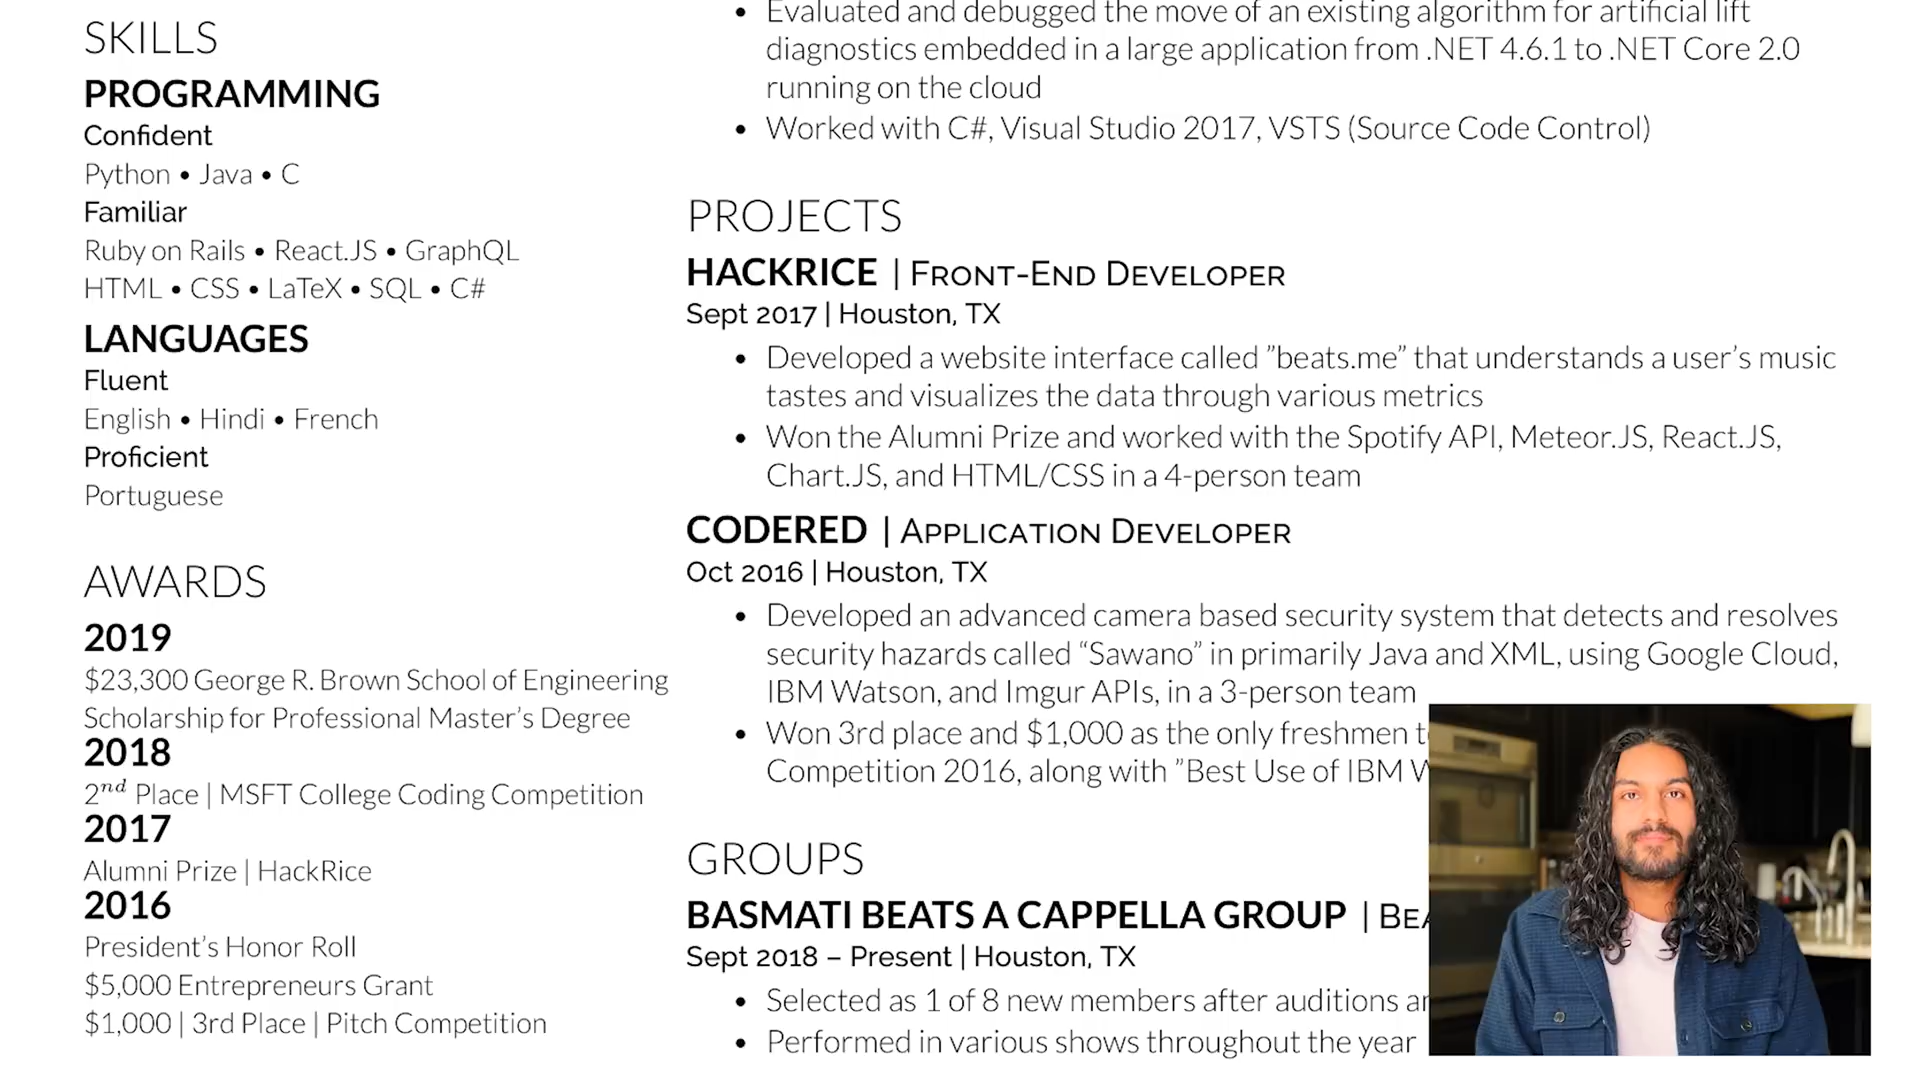 SKILLS
PROGRAMMING
Confident
Python • Java • C
Familiar
Ruby on Rails • React.JS • GraphQL
HTML • CSS • LaTeX • SQL • C#
LANGUAGES
Fluent
English • Hindi • French
Proficient
Portuguese
AWARDS
2019
$23,300 George R. Brown School of Engineering
Scholarship for Professional Master's Degree
2018
2nd Place | MSFT College Coding Competition
2017
Alumni Prize | HackRice
2016
President's Honor Roll
$5,000 Entrepreneurs Grant
$1,000 | 3rd Place | Pitch Competition
• Evaluated and debugged the move of an existing algorithm for artificial lift
diagnostics embedded in a large application from .NET 4.6.1 to .NET Core 2.0
running on the cloud
• Worked with C#, Visual Studio 2017, VSTS (Source Code Control)
PROJECTS
HACKRICE | FRONT-END DEVELOPER
Sept 2017 | Houston, TX
• Developed a website interface called ”beats.me” that understands a user's music
tastes and visualizes the data through various metrics
• Won the Alumni Prize and worked with the Spotify API, Meteor.JS, React.JS,
Chart.JS, and HTML/CSS in a 4-person team
CODERED | APPLICATION DEVELOPER
Oct 2016 | Houston, TX
• Developed an advanced camera based security system that detects and resolves
security hazards called “Sawano” in primarily Java and XML, using Google Cloud,
IBM Watson, and Imgur APIs, in a 3-person team
• Won 3rd place and $1,000 as the only freshmen
Competition 2016, along with ”Best Use of IBM
GROUPS
BASMATI BEATS A CAPPELLA GROUP |
Sept 2018 – Present | Houston, TX
• Selected as 1 of 8 new members after auditions
• Performed in various shows throughout the year